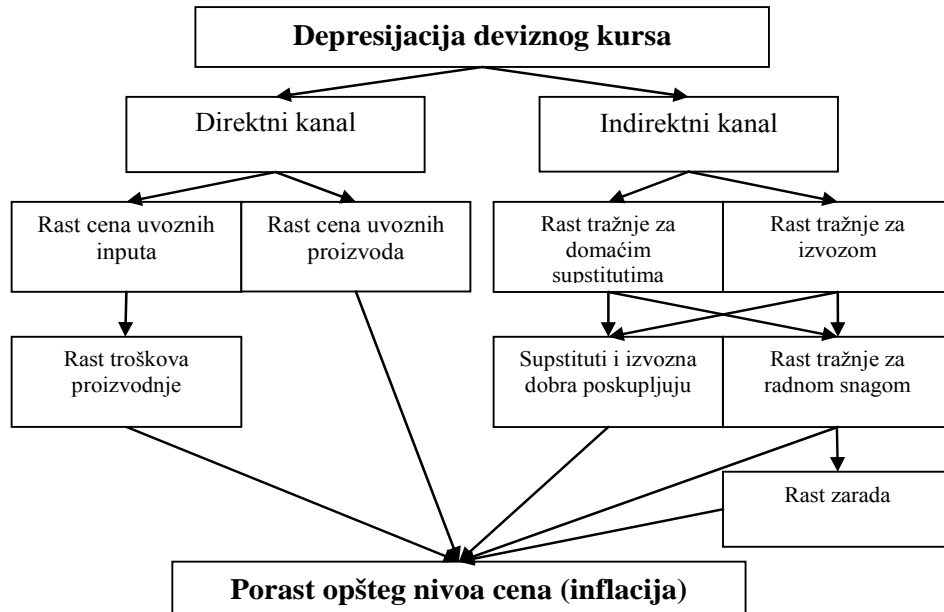 Depresijacija deviznog kursa
Direktni kanal
Indirektni kanal
Rast cena uvoznih
inputa
Rast cena uvoznih
proizvoda
Rast tražnje za
domaćim
supstitutima
Rast tražnje za
izvozom
Rast troškova
proizvodnje
Supstituti i izvozna
dobra poskupljuju
Rast tražnje za
radnom snagom
Rast zarada
Porast opšteg nivoa cena (inflacija)